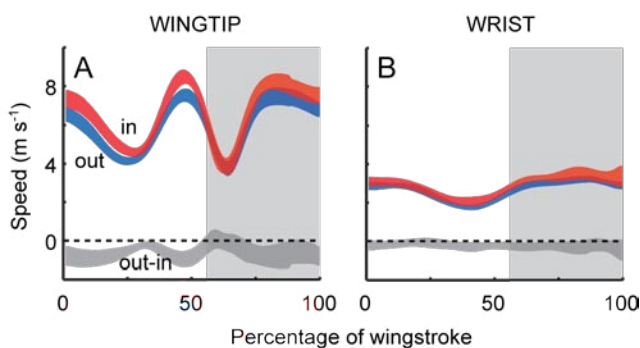 WINGTIP
WRIST
A
B
Speed (m s⁻¹)
8
4
0
in
out
out-in
0
50
100
0
50
100
Percentage of wingstroke